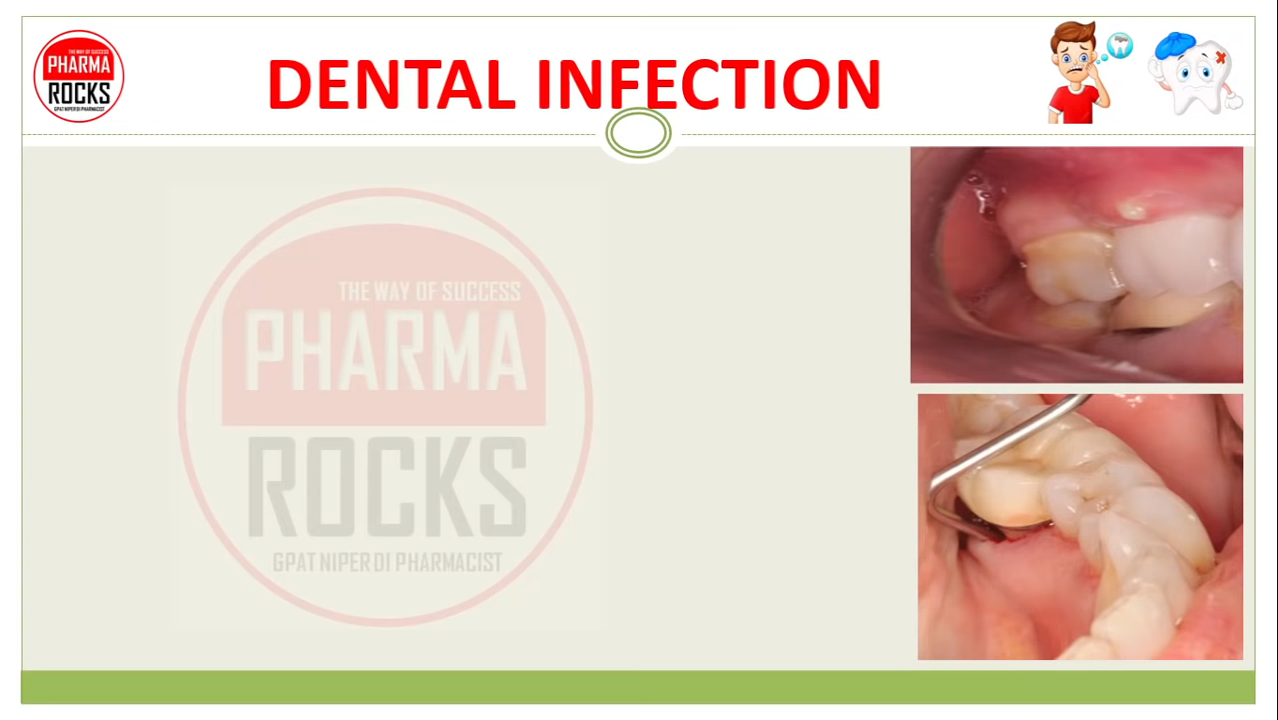 THE WAY OF SUCCESS
PHARMA
ROCKS
GPAT NIPER DI PHARMACIST
DENTAL INFECTION
THE WAY OF SUCCESS
PHARMA
ROCKS
GPAT NIPER DI PHARMACIST